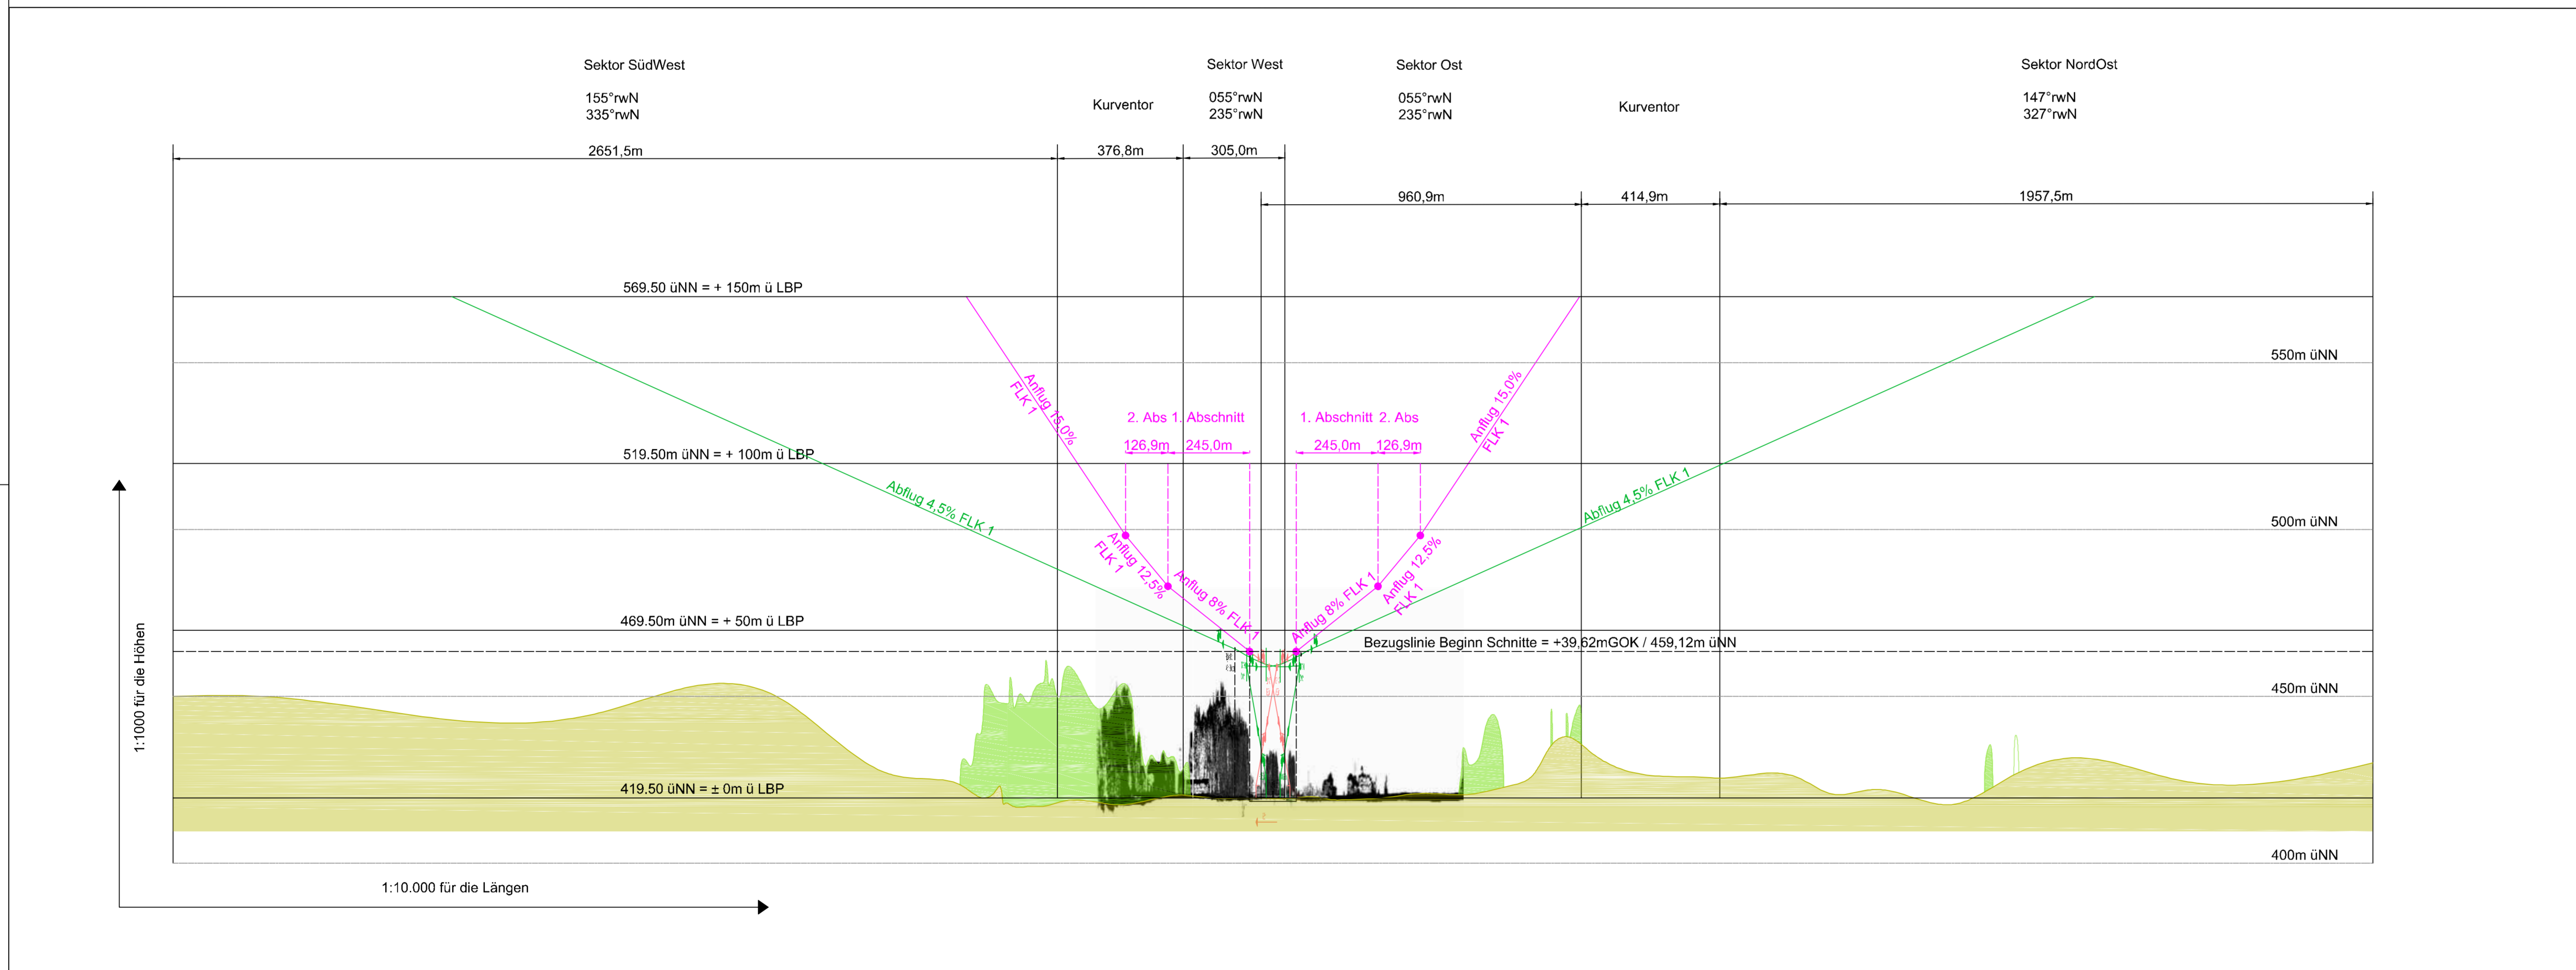 Sektor SüdWest
155°rwN
335°rwN
Kurventor
Sektor West
055°rwN
235°rwN
Sektor Ost
055°rwN
235°rwN
Kurventor
Sektor NordOst
147°rwN
327°rwN
2651,5m
376,8m
305,0m
960,9m
414,9m
1957,5m
569.50 üNN = + 150m ü LBP
550m üNN
Anflug 15,0%
FLK 1
Anflug 15,0%
FLK 1
2. Abs
1. Abschnitt
1. Abschnitt
2. Abs
126,9m
245,0m
245,0m
126,9m
519.50m üNN = + 100m ü LBP
Abflug 4,5% FLK 1
Abflug 4,5% FLK 1
500m üNN
Anflug 12,5%
FLK 1
Anflug 8% FLK 1
Anflug 8% FLK 1
Anflug 12,5%
FLK 1
469.50m üNN = + 50m ü LBP
Bezugslinie Beginn Schnitte = +39,62mGOK / 459,12m üNN
450m üNN
419.50 üNN = ± 0m ü LBP
400m üNN
1:1000 für die Höhen
1:10.000 für die Längen